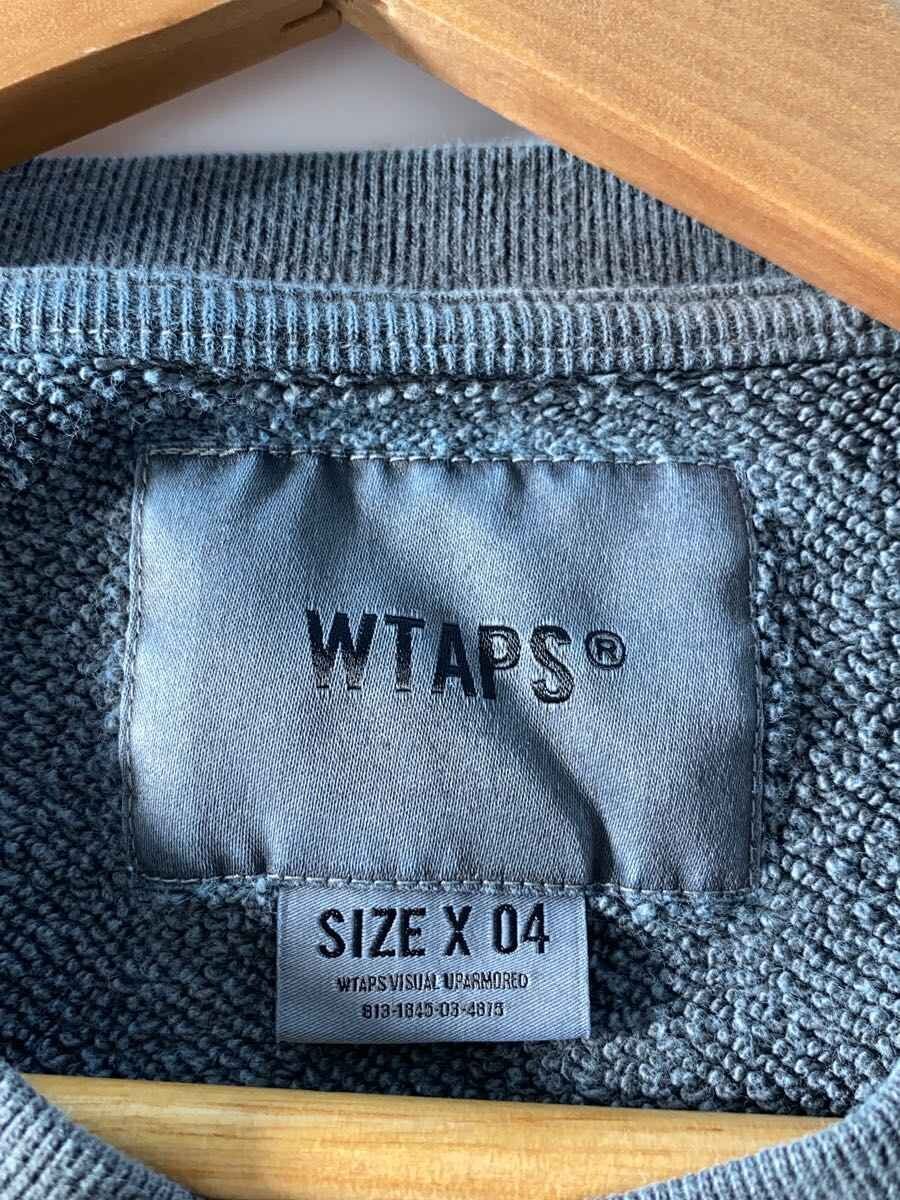 WTAPS®
SIZE X 04
WTAPS VISUAL UPARMORED
813-1845-03-4875